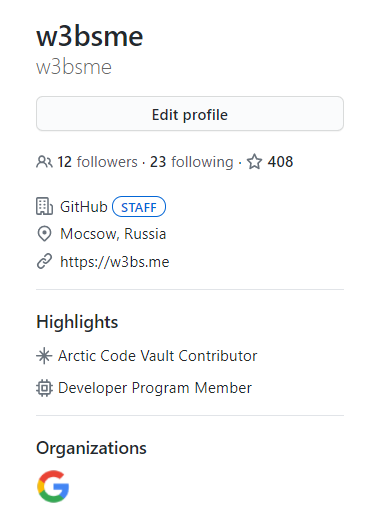 w3bsme
w3bsme
Edit profile
12 followers · 23 following · 408
GitHub STAFF
Mocsow, Russia
https://w3bs.me
Highlights
Arctic Code Vault Contributor
Developer Program Member
Organizations